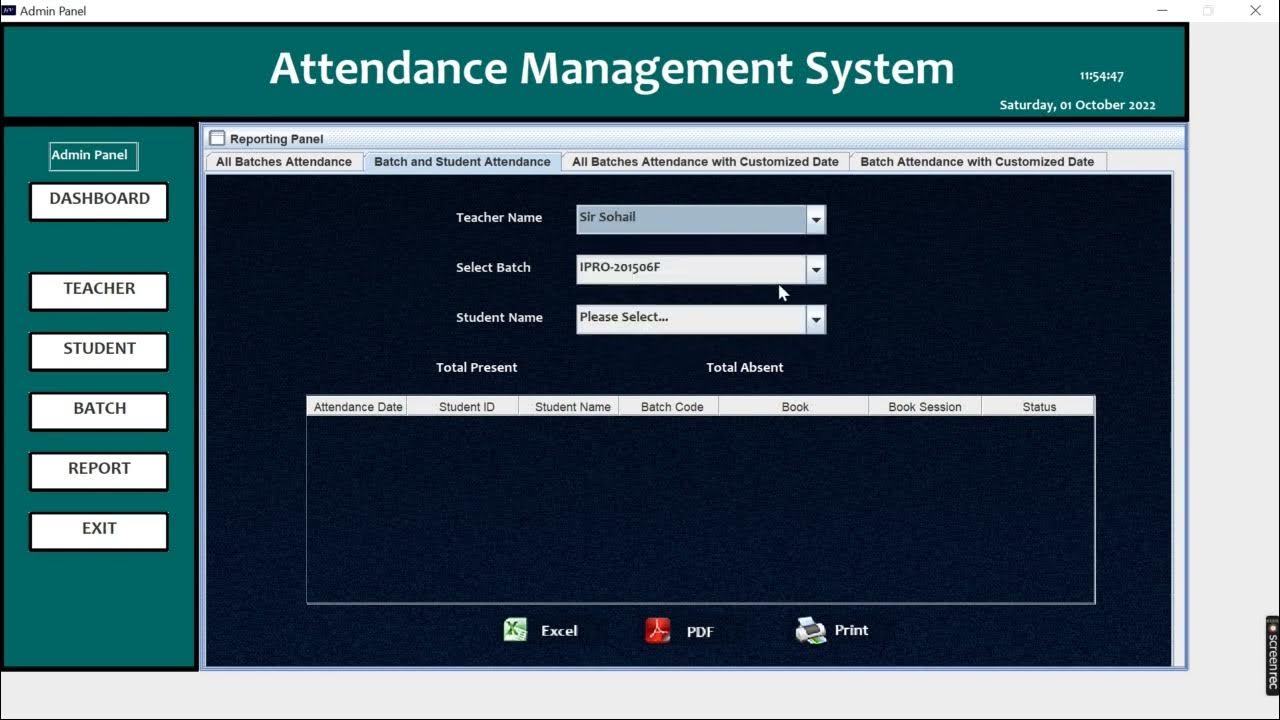 Admin Panel
Attendance Management System
11:54:47
Saturday, 01 October 2022
Admin Panel
DASHBOARD
TEACHER
STUDENT
BATCH
REPORT
EXIT
Reporting Panel
All Batches Attendance Batch and Student Attendance All Batches Attendance with Customized Date Batch Attendance with Customized Date
Teacher Name Sir Sohail
Select Batch IPRO-201506F
Student Name Please Select...
Total Present Total Absent
Attendance Date Student ID Student Name Batch Code Book Book Session Status
Excel PDF Print
screenrec